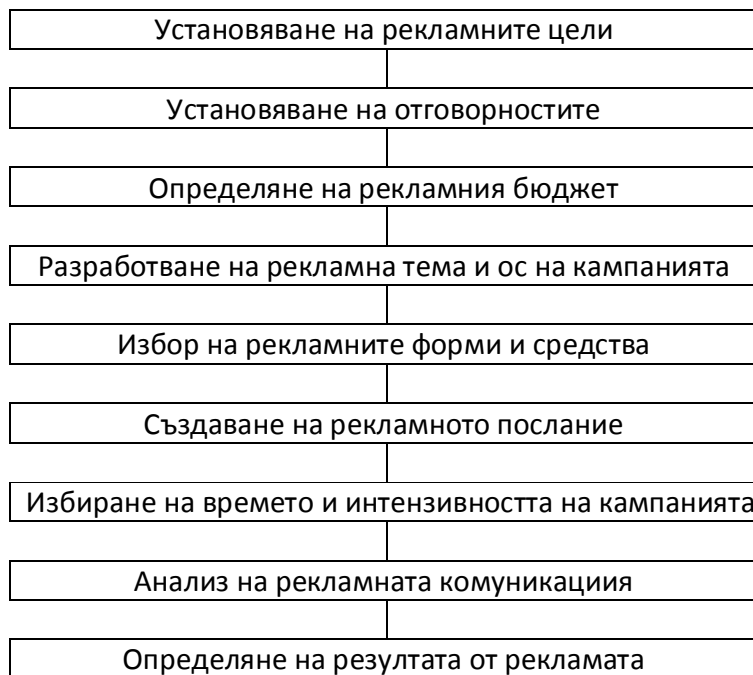 Установяване на рекламните цели
Установяване на отговорностите
Определяне на рекламния бюджет
Разработване на рекламна тема и ос на кампанията
Избор на рекламните форми и средства
Създаване на рекламното послание
Избиране на времето и интензивността на кампанията
Анализ на рекламната комуникациия
Определяне на резултата от рекламата